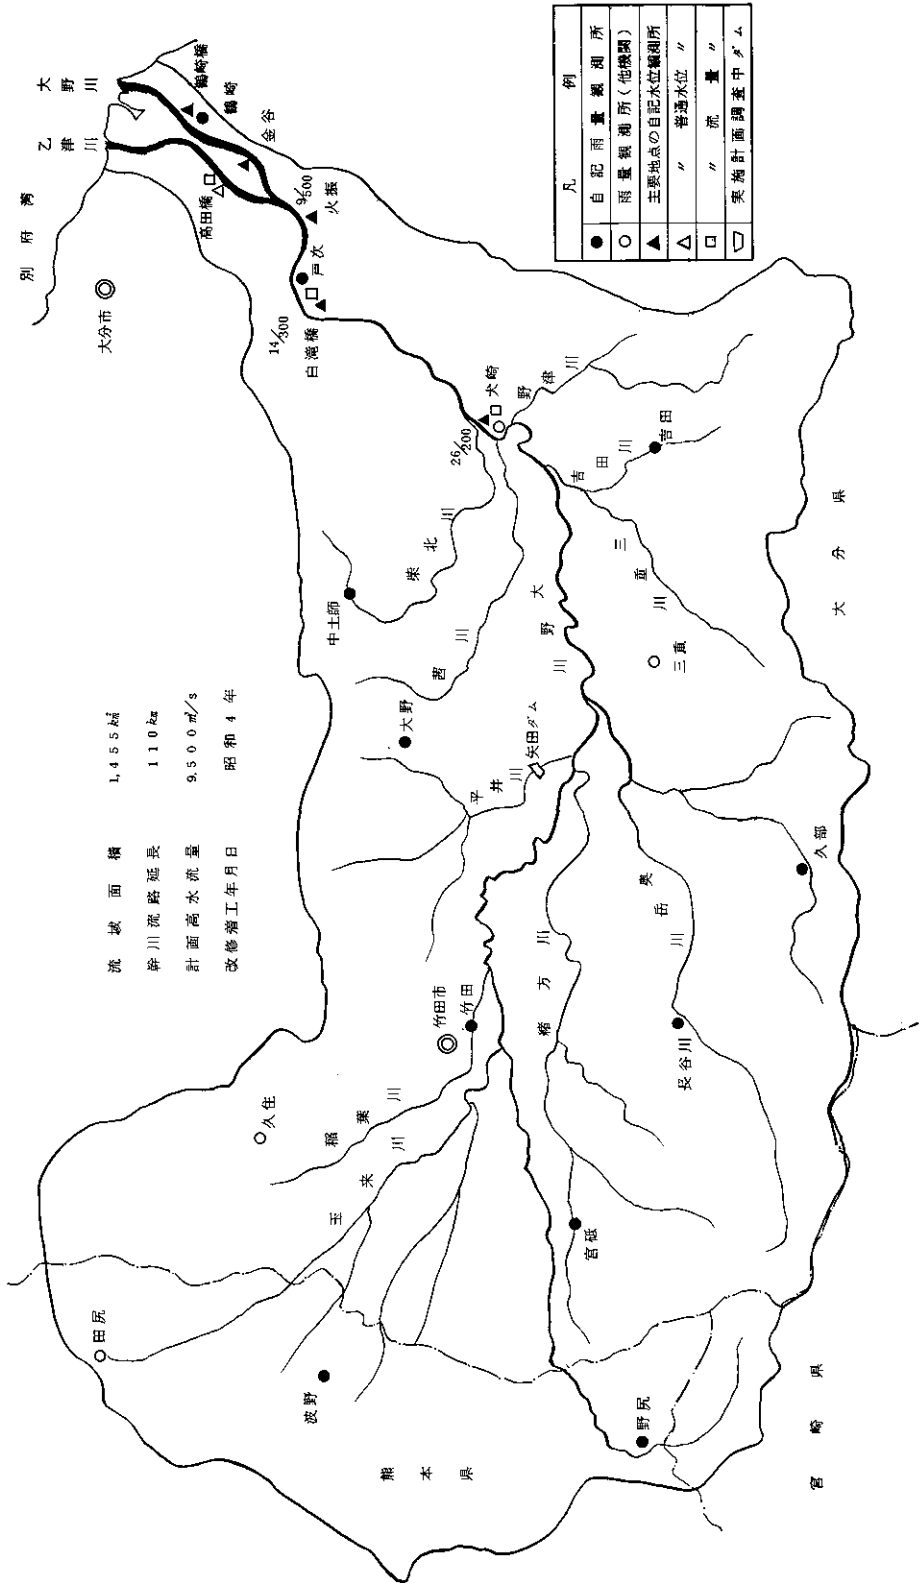 別府湾
乙津川
大野川
大分市
高田橋
鶴崎橋
鶴崎
金谷
9/500
火振
戸次
14/300
白滝橋
凡例
● 自記雨量観測所
○ 雨量観測所(他機関)
▲ 主要地点の自記水位観測所
△ 〃 普通水位 〃
□ 〃 流量 〃
実施計画調査中ダム
26/200
犬崎
野津川
吉田川
吉田
柴北川
中土師
茜川
大野川
三重川
三重
大分県
流域面積 1,455k㎡
幹川流路延長 110km
計画高水流量 9,500㎥/s
改修着工年月日 昭和4年
大野
平井川
矢田ダム
奥岳川
久部
緒方川
竹田市
竹田
長谷川
久住
稲葉川
玉来川
宮砥
田尻
波野
野尻
熊本県
宮崎県